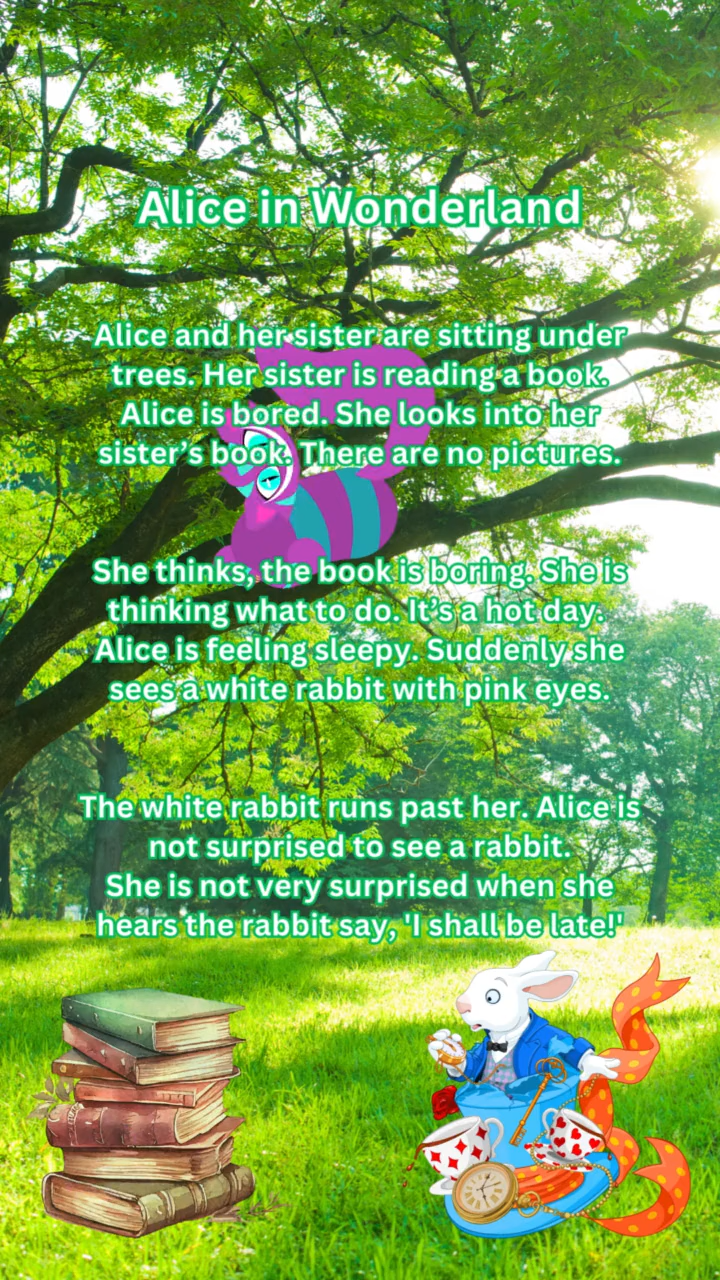 Alice in Wonderland
Alice and her sister are sitting under
trees. Her sister is reading a book.
Alice is bored. She looks into her
sister’s book. There are no pictures.
She thinks, the book is boring. She is
thinking what to do. It’s a hot day.
Alice is feeling sleepy. Suddenly she
sees a white rabbit with pink eyes.
The white rabbit runs past her. Alice is
not surprised to see a rabbit.
She is not very surprised when she
hears the rabbit say, 'I shall be late!'